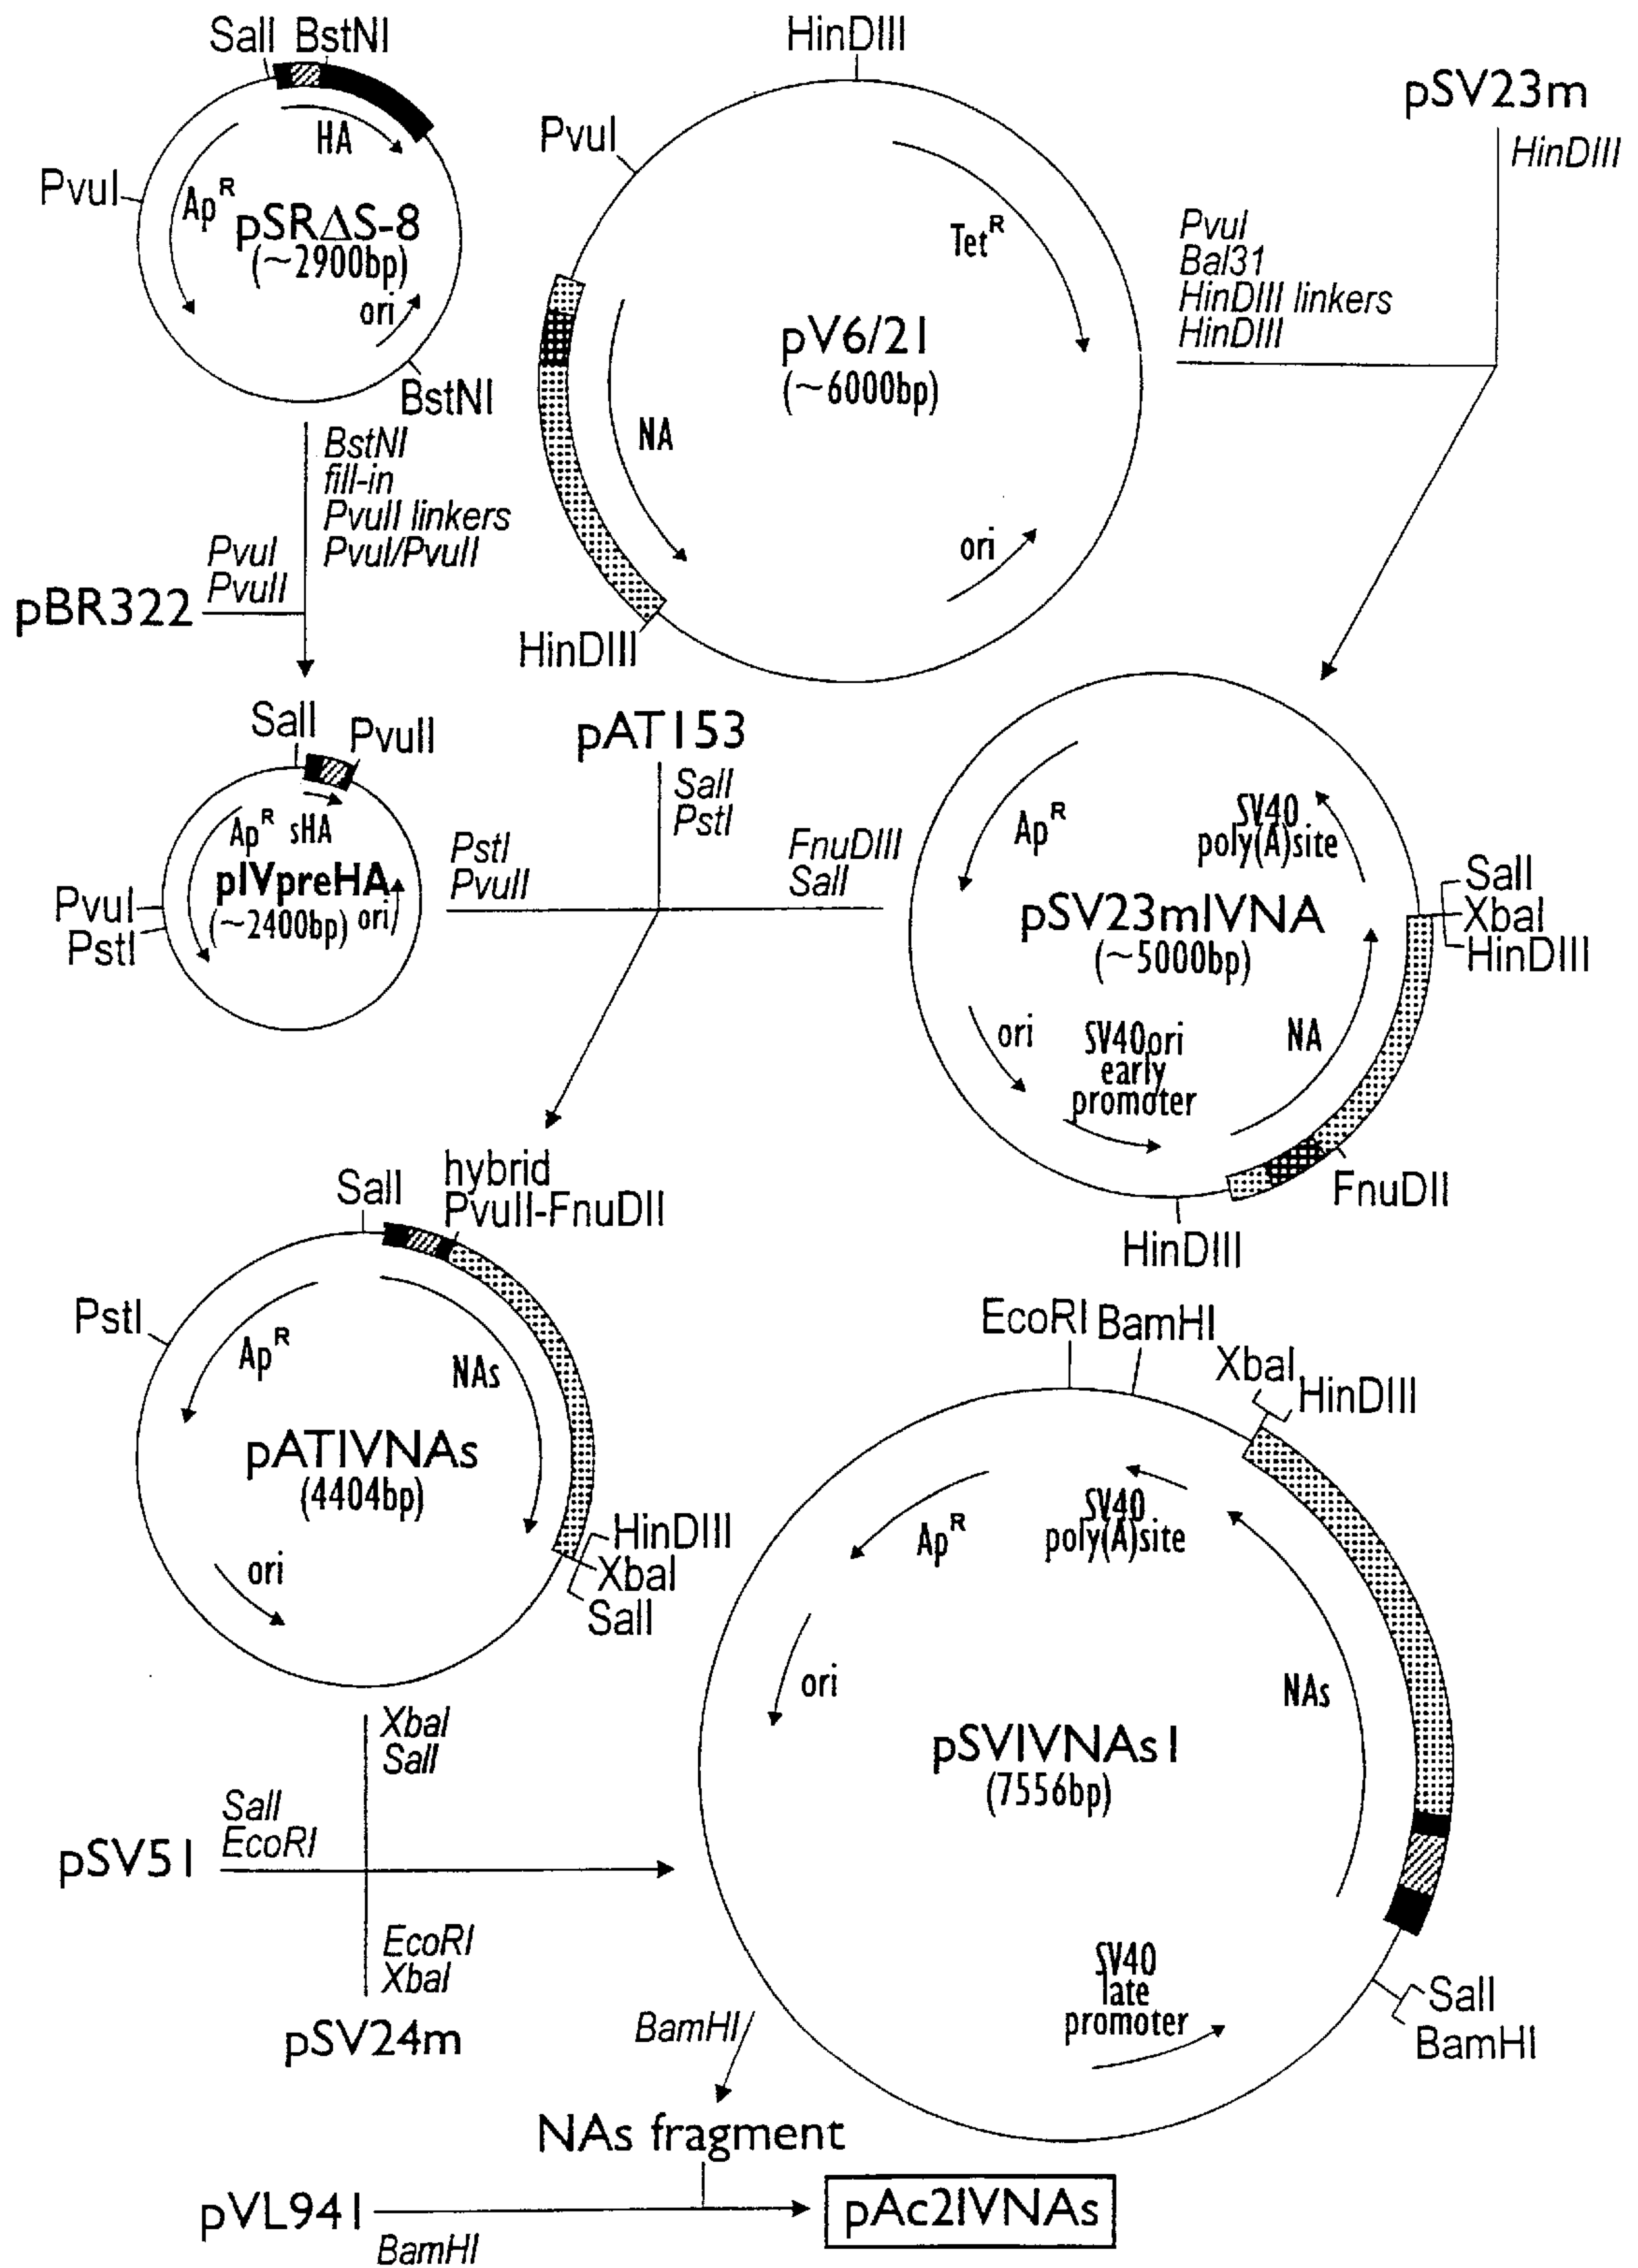 SalI BstNI
HA
PvuI
Ap R
pSRΔS-8
(~2900bp)
ori
BstNI
HinDIII
PvuI
Tet R
pV6/21
(~6000bp)
NA
ori
HinDIII
pSV23m
HinDIII
PvuI
Bal31
HinDIII linkers
HinDIII
BstNI
fill-in
PvuII linkers
PvuI/PvuII
PvuI
PvuII
pBR322
SalI
PvuII
Ap R sHA
pIVpreHA
(~2400bp) ori
PvuI
PstI
pAT153
SalI
PstI
PstI
PvuII
FnuDIII
SalI
Ap R
SV40
poly(A)site
pSV23mIVNA
(~5000bp)
SalI
XbaI
HinDIII
ori
SV40ori
early
promoter
NA
FnuDII
HinDIII
SalI
hybrid
PvuII-FnuDII
PstI
Ap R
NAs
pATIVNAs
(4404bp)
ori
HinDIII
XbaI
SalI
EcoRI BamHI
XbaI
HinDIII
Ap R
SV40
poly(A)site
ori
NAs
pSVIVNAs1
(7556bp)
SV40
late
promoter
SalI
BamHI
XbaI
SalI
SalI
EcoRI
pSV51
EcoRI
XbaI
pSV24m
BamHI
NAs fragment
pVL941
BamHI
pAc2IVNAs